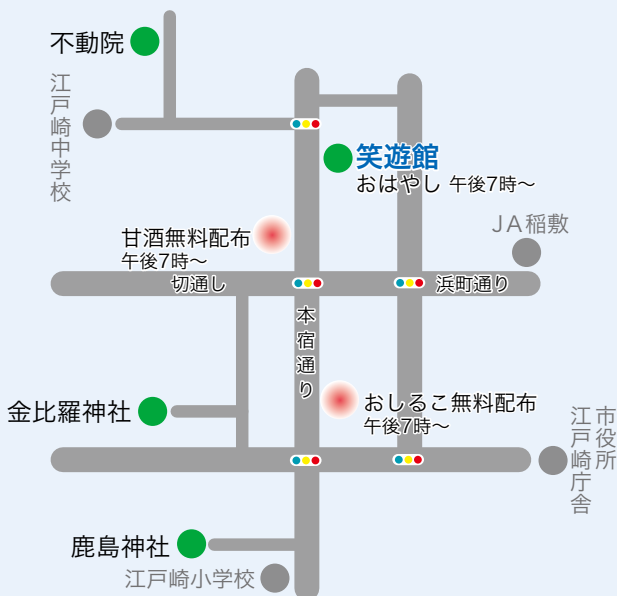 不動院
江戸崎中学校
笑遊館
おはやし 午後7時～
甘酒無料配布
午後7時～
JA稲敷
切通し
浜町通り
本宿通り
おしるこ無料配布
午後7時～
金比羅神社
市役所
江戸崎庁舎
鹿島神社
江戸崎小学校